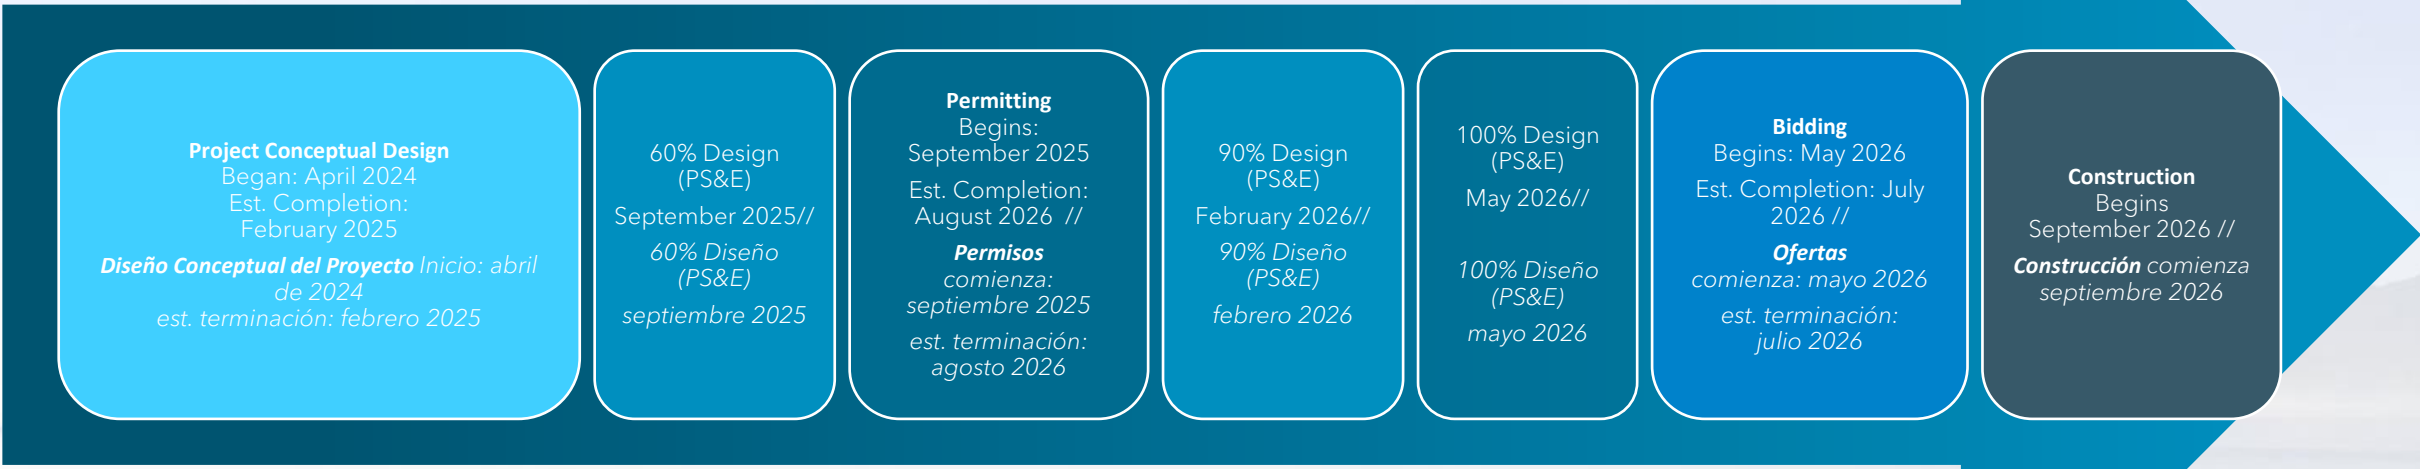 Project Conceptual Design
Began: April 2024
Est. Completion:
February 2025
Diseño Conceptual del Proyecto Inicio: abril
de 2024
est. terminación: febrero 2025
60% Design
(PS&E)
September 2025//
60% Diseño
(PS&E)
septiembre 2025
Permitting
Begins:
September 2025
Est. Completion:
August 2026 //
Permisos
comienza:
septiembre 2025
est. terminación:
agosto 2026
90% Design
(PS&E)
February 2026//
90% Diseño
(PS&E)
febrero 2026
100% Design
(PS&E)
May 2026//
100% Diseño
(PS&E)
mayo 2026
Bidding
Begins: May 2026
Est. Completion: July
2026 //
Ofertas
comienza: mayo 2026
est. terminación:
julio 2026
Construction
Begins
September 2026 //
Construcción comienza
septiembre 2026